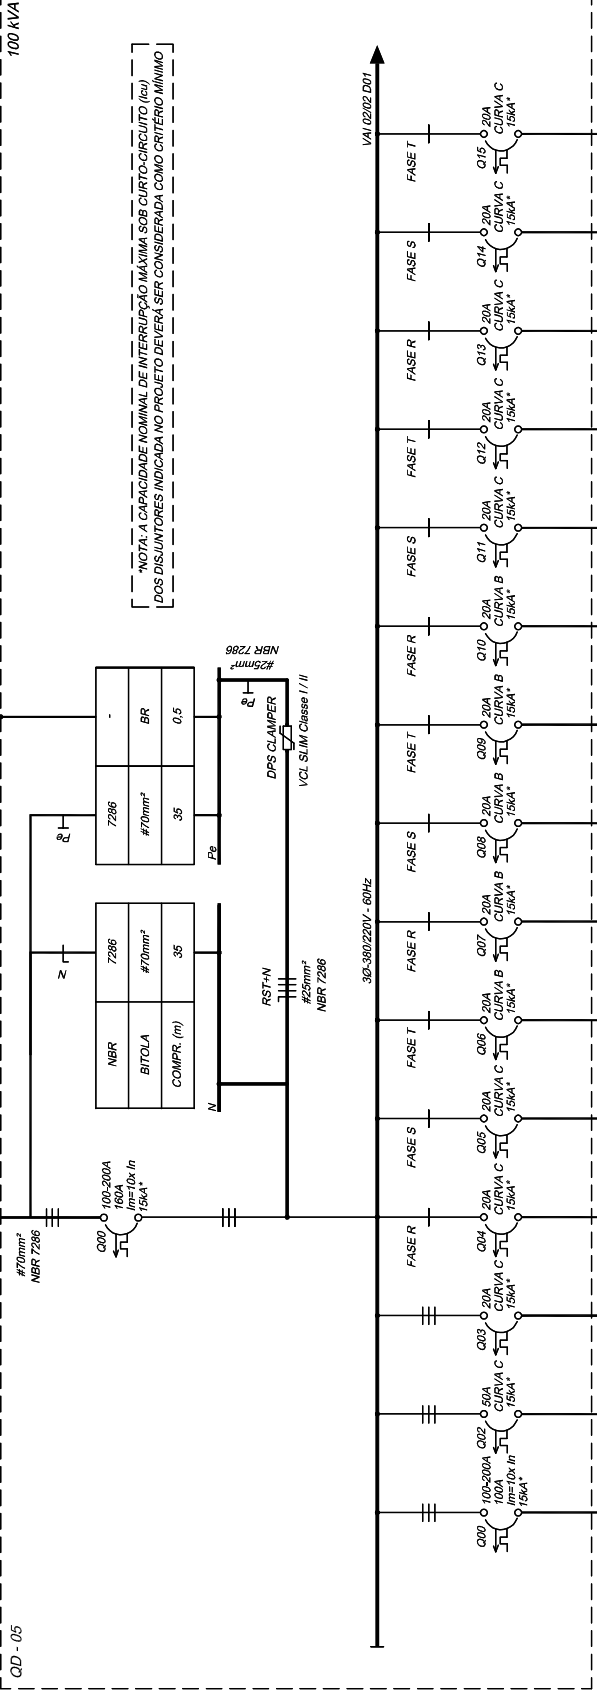 QD - 05
100 kVA
#70mm²
NBR 7286
Q00
100-200A
160A
Im=10x In
15kA*
N
Pe
NBR
7286
BITOLA
#70mm²
COMPR. (m)
35
N
7286
-
#70mm²
BR
35
0,5
Pe
*NOTA: A CAPACIDADE NOMINAL DE INTERRUPÇÃO MÁXIMA SOB CURTO-CIRCUITO (Icu)
DOS DISJUNTORES INDICADA NO PROJETO DEVERÁ SER CONSIDERADA COMO CRITÉRIO MÍNIMO
RST+N
#25mm²
NBR 7286
DPS CLAMPER
VCL SLIM Classe I / II
Pe
#25mm²
NBR 7286
3Ø-380/220V - 60Hz
VAI 02/02 D01
Q00
100-200A
100A
Im=10x In
15kA*
Q02
50A
CURVA C
15kA*
Q03
20A
CURVA C
15kA*
FASE R
Q04
20A
CURVA C
15kA*
FASE S
Q05
20A
CURVA C
15kA*
FASE T
Q06
20A
CURVA B
15kA*
FASE R
Q07
20A
CURVA B
15kA*
FASE S
Q08
20A
CURVA B
15kA*
FASE T
Q09
20A
CURVA B
15kA*
FASE R
Q10
20A
CURVA B
15kA*
FASE S
Q11
20A
CURVA C
15kA*
FASE T
Q12
20A
CURVA C
15kA*
FASE R
Q13
20A
CURVA C
15kA*
FASE S
Q14
20A
CURVA C
15kA*
FASE T
Q15
20A
CURVA C
15kA*